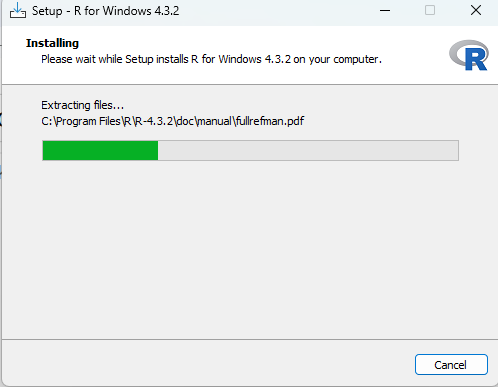 Setup - R for Windows 4.3.2
Installing
Please wait while Setup installs R for Windows 4.3.2 on your computer.
R
Extracting files...
C:\Program Files\R\R-4.3.2\doc\manual\fullrefman.pdf
Cancel